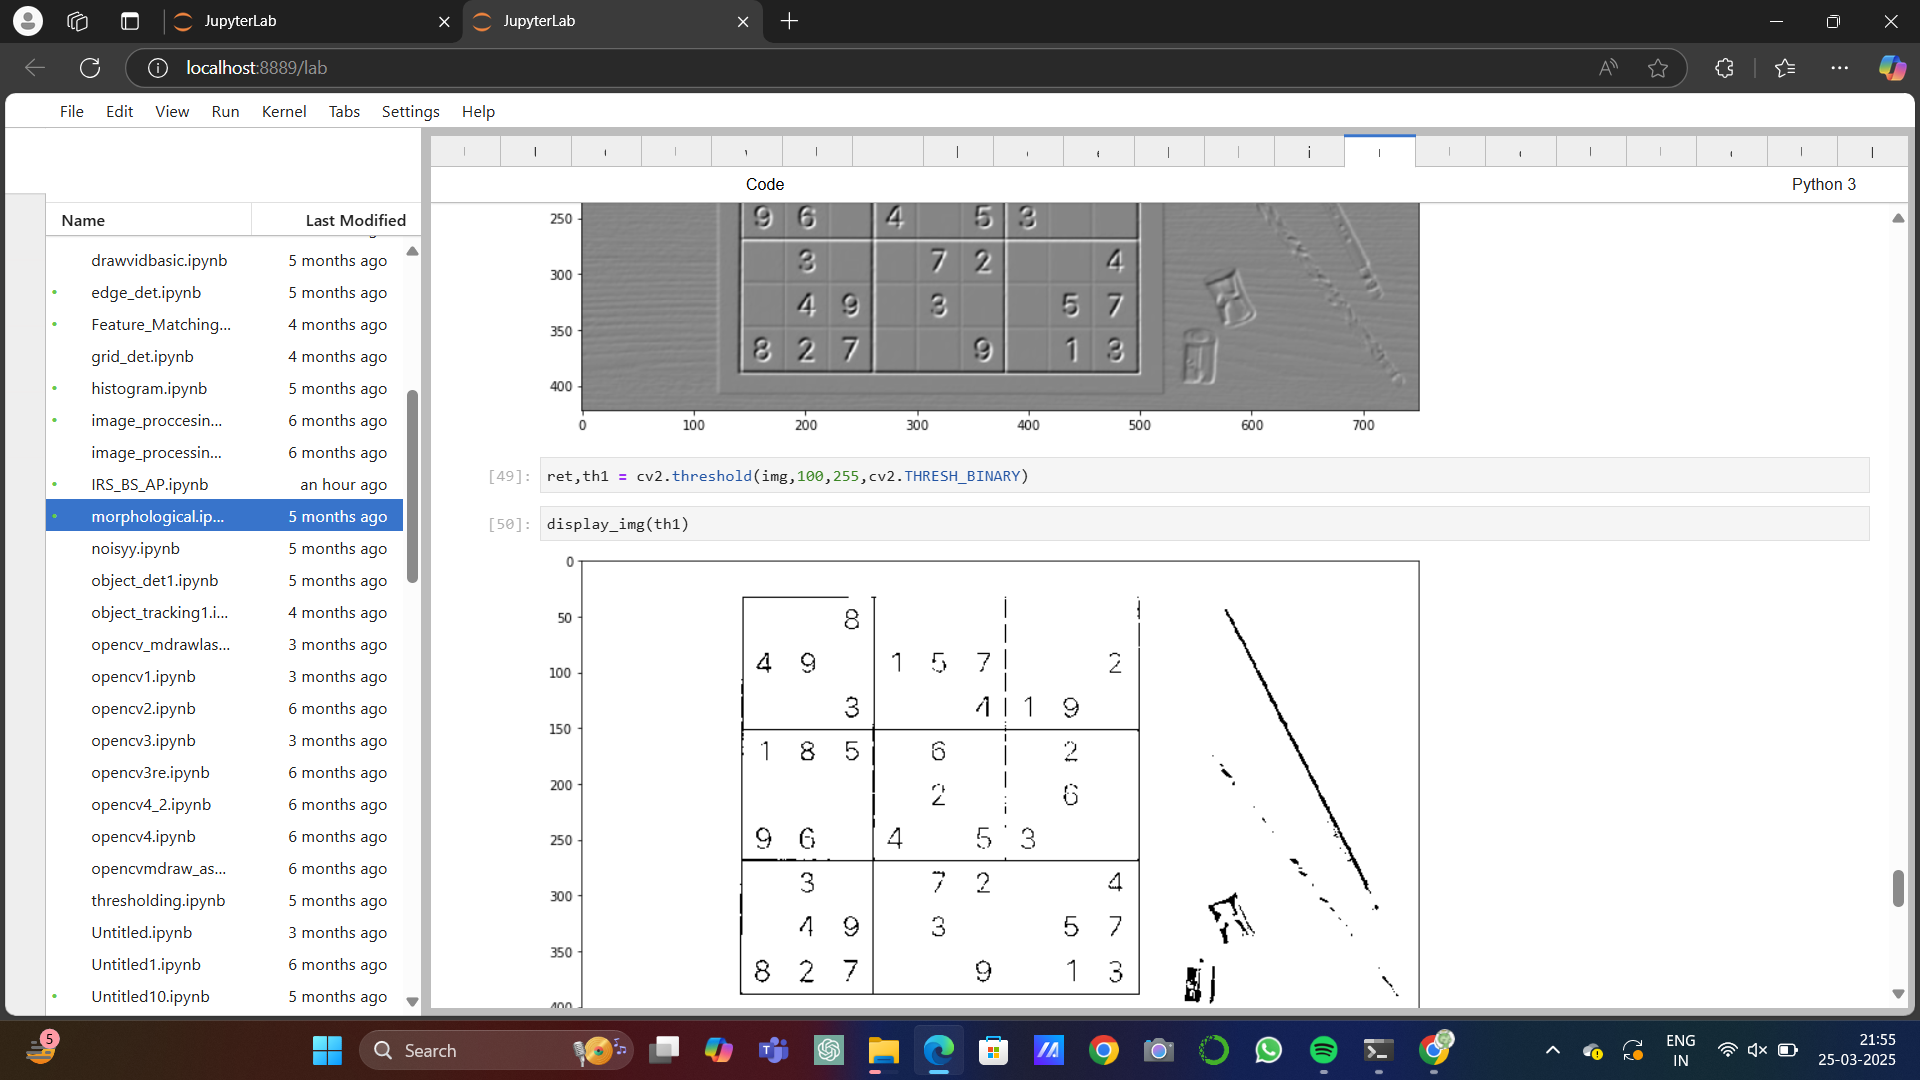 JupyterLab
JupyterLab
localhost:8889/lab
File Edit View Run Kernel Tabs Settings Help
Code
Python 3
Name Last Modified
drawvidbasic.ipynb 5 months ago
edge_det.ipynb 5 months ago
Feature_Matching... 4 months ago
grid_det.ipynb 4 months ago
histogram.ipynb 5 months ago
image_proccesin... 6 months ago
image_processin... 6 months ago
IRS_BS_AP.ipynb an hour ago
morphological.ip... 5 months ago
noisyy.ipynb 5 months ago
object_det1.ipynb 5 months ago
object_tracking1.i... 4 months ago
opencv_mdrawlas... 3 months ago
opencv1.ipynb 3 months ago
opencv2.ipynb 6 months ago
opencv3.ipynb 3 months ago
opencv3re.ipynb 6 months ago
opencv4_2.ipynb 6 months ago
opencv4.ipynb 6 months ago
opencvmdraw_as... 6 months ago
thresholding.ipynb 5 months ago
Untitled.ipynb 3 months ago
Untitled1.ipynb 6 months ago
Untitled10.ipynb 5 months ago
250
300
350
400
9 6 4 5 3
3 7 2 4
4 9 3 5 7
8 2 7 9 1 3
0 100 200 300 400 500 600 700
[49]: ret,th1 = cv2.threshold(img,100,255,cv2.THRESH_BINARY)
[50]: display_img(th1)
0
50
100
150
200
250
300
350
400
8
4 9 1 5 7 2
3 4 1 9
1 8 5 6 2
2 6
9 6 4 5 3
3 7 2 4
4 9 3 5 7
8 2 7 9 1 3
5
Search
ENG
IN
21:55
25-03-2025